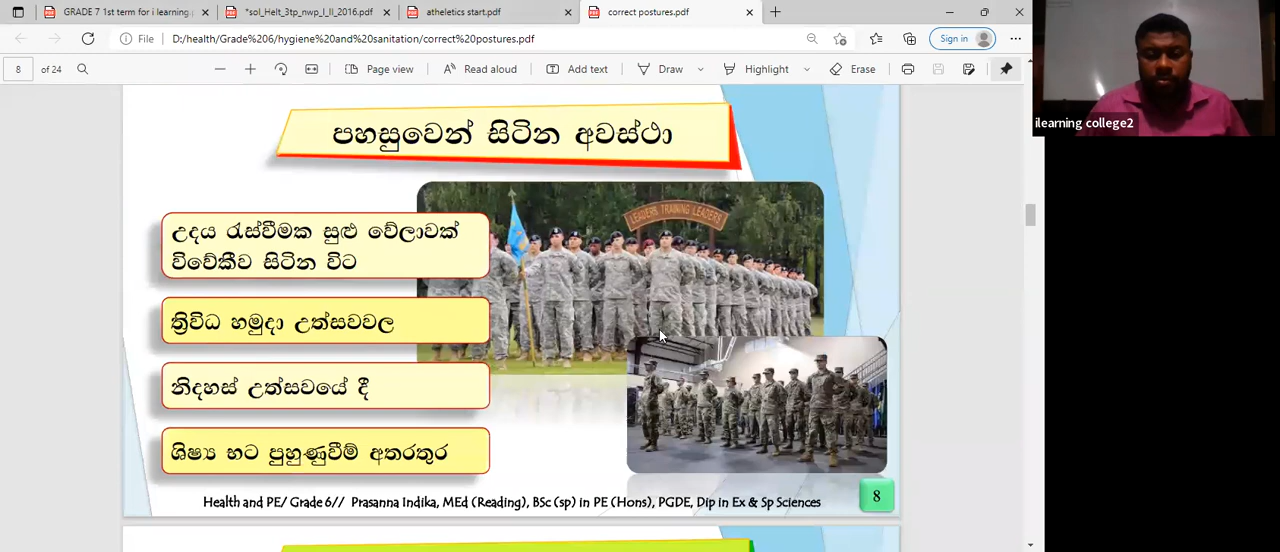 GRADE 7 1st term for i learning.
*sol_Helt_3tp_nwp_I_II_2016.pdf
atheletics start.pdf
correct postures.pdf
File
D:/health/Grade%206/hygiene%20and%20sanitation/correct%20postures.pdf
Sign in
8 of 24
Page view
Read aloud
Add text
Draw
Highlight
Erase
ilearning college2
පහසුවෙන් සිටින අවස්ථා
LEADERS TRAINING LEADERS
උදය රැස්වීමක සුළු වේලාවක්
විවේකීව සිටින විට
ත්‍රිවිධ හමුදා උත්සවවල
නිදහස් උත්සවයේ දී
ශිෂ්‍ය භට පුහුණුවීම් අතරතුර
Health and PE/ Grade 6// Prasanna Indika, MEd (Reading), BSc (sp) in PE (Hons), PGDE, Dip in Ex & Sp Sciences
8